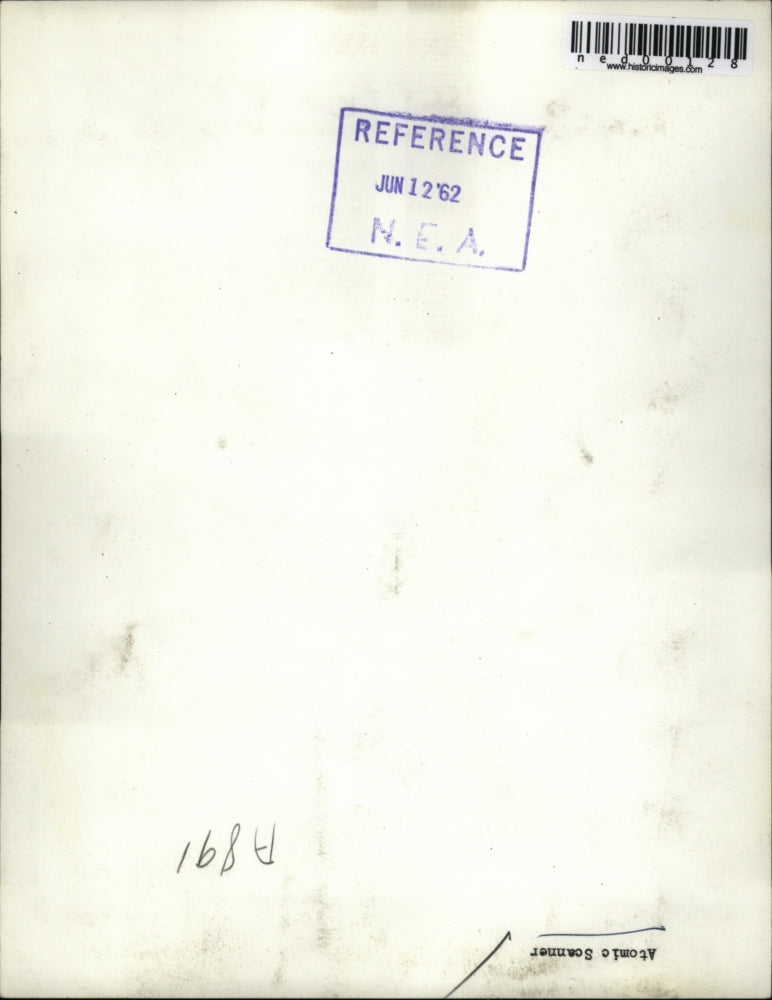 ned00128
www.historicimages.com
REFERENCE
JUN 12 '62
N. E. A.
A891
Atomic Scanner